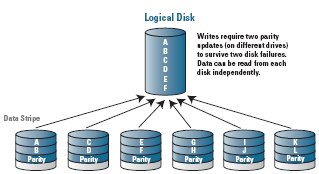 Logical Disk
A
B
C
D
E
F
Writes require two parity
updates (on different drives)
to survive two disk failures.
Data can be read from each
disk independently.
Data Stripe
A
B
Parity
C
D
Parity
E
F
Parity
G
H
Parity
I
J
Parity
K
L
Parity